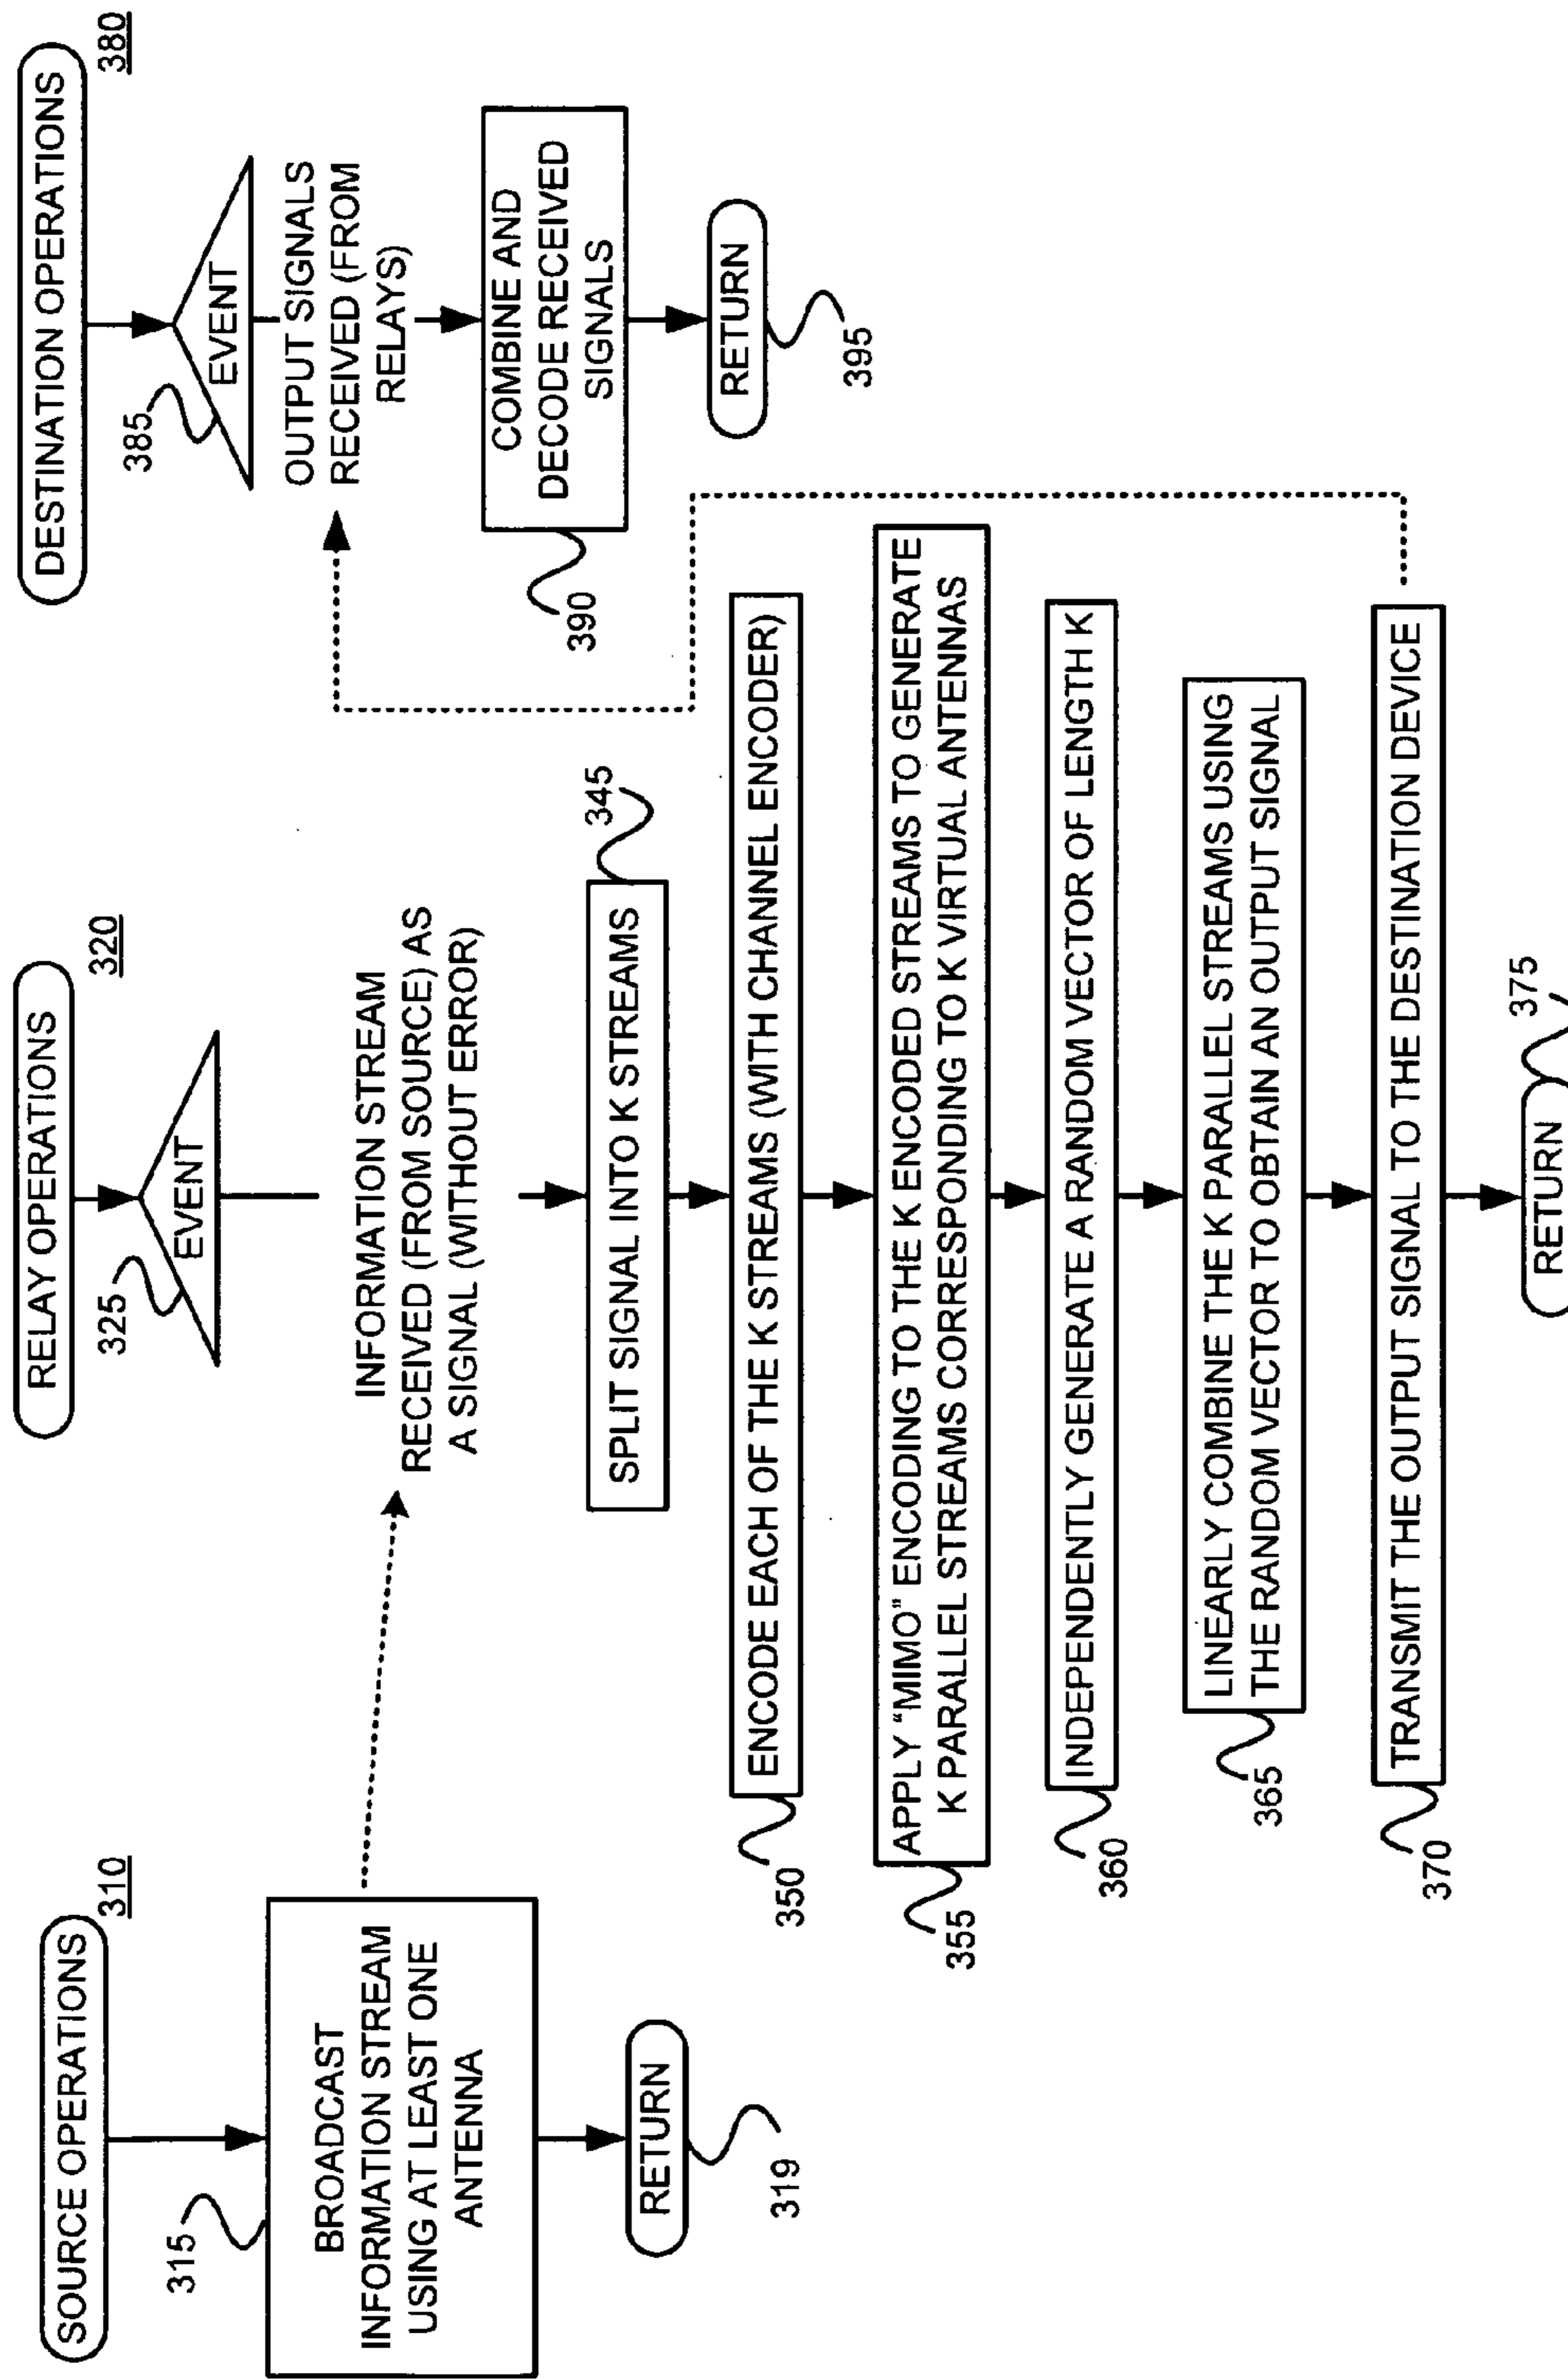 SOURCE OPERATIONS
310
315
BROADCAST
INFORMATION STREAM
USING AT LEAST ONE
ANTENNA
RETURN
319
RELAY OPERATIONS
320
325
EVENT
INFORMATION STREAM
RECEIVED (FROM SOURCE) AS
A SIGNAL (WITHOUT ERROR)
SPLIT SIGNAL INTO K STREAMS
345
ENCODE EACH OF THE K STREAMS (WITH CHANNEL ENCODER)
350
APPLY “MIMO” ENCODING TO THE K ENCODED STREAMS TO GENERATE
K PARALLEL STREAMS CORRESPONDING TO K VIRTUAL ANTENNAS
355
INDEPENDENTLY GENERATE A RANDOM VECTOR OF LENGTH K
360
LINEARLY COMBINE THE K PARALLEL STREAMS USING
THE RANDOM VECTOR TO OBTAIN AN OUTPUT SIGNAL
365
TRANSMIT THE OUTPUT SIGNAL TO THE DESTINATION DEVICE
370
RETURN
375
DESTINATION OPERATIONS
380
385
EVENT
OUTPUT SIGNALS
RECEIVED (FROM
RELAYS)
COMBINE AND
DECODE RECEIVED
SIGNALS
390
RETURN
395